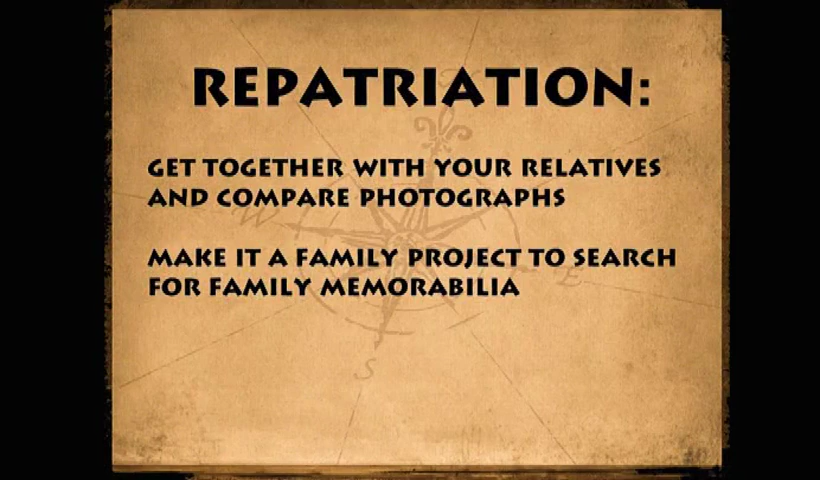 REPATRIATION:
GET TOGETHER WITH YOUR RELATIVES
AND COMPARE PHOTOGRAPHS
MAKE IT A FAMILY PROJECT TO SEARCH
FOR FAMILY MEMORABILIA
W
E
S